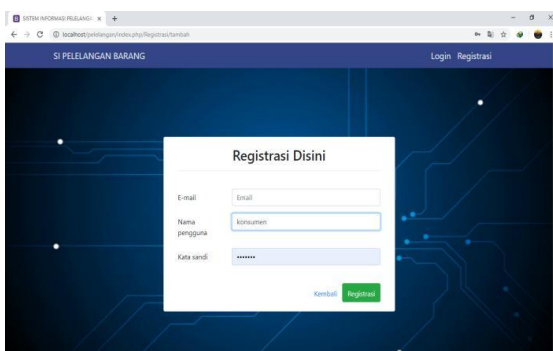 SISTEM INFORMASI PELELANGA
localhost/pelelangan/index.php/Registrasi/tambah
SI PELELANGAN BARANG
Login Registrasi
Registrasi Disini
E-mail
Email
Nama pengguna
konsumen
Kata sandi
Kembali
Registrasi